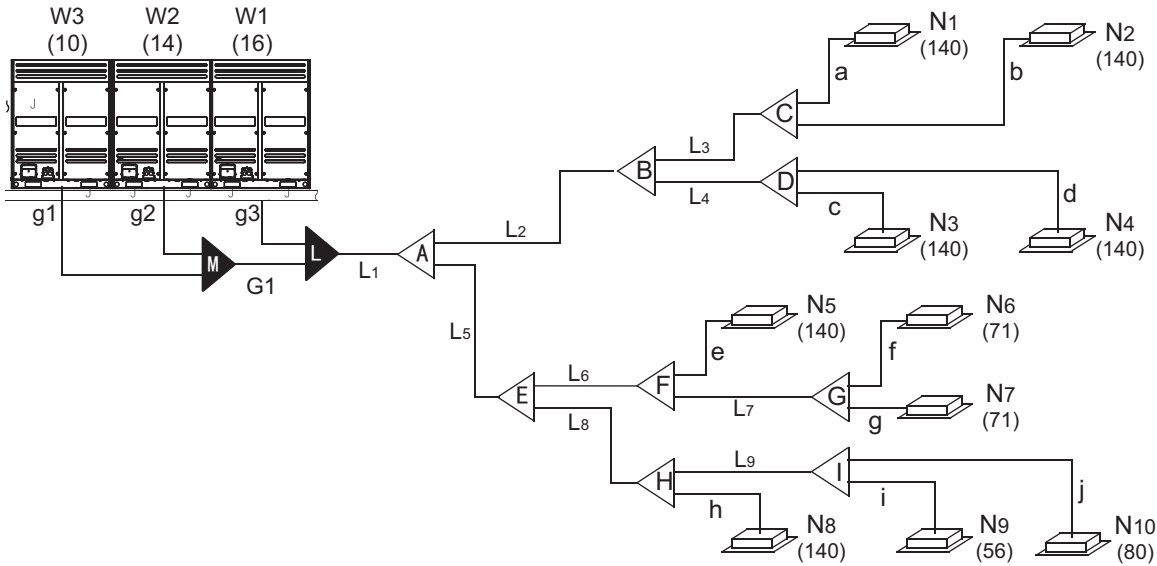 W3 W2 W1
(10) (14) (16)
N1
(140)
N2
(140)
a
b
C
L3
B
L4
D
d
c
N3
(140)
N4
(140)
g1 g2 g3
L2
M
L
A
G1
L1
L5
N5
(140)
N6
(71)
e
f
L6
F
E
L7
G
g
N7
(71)
L8
L9
I
H
i
j
h
N8
(140)
N9
(56)
N10
(80)
J
J J J J J J